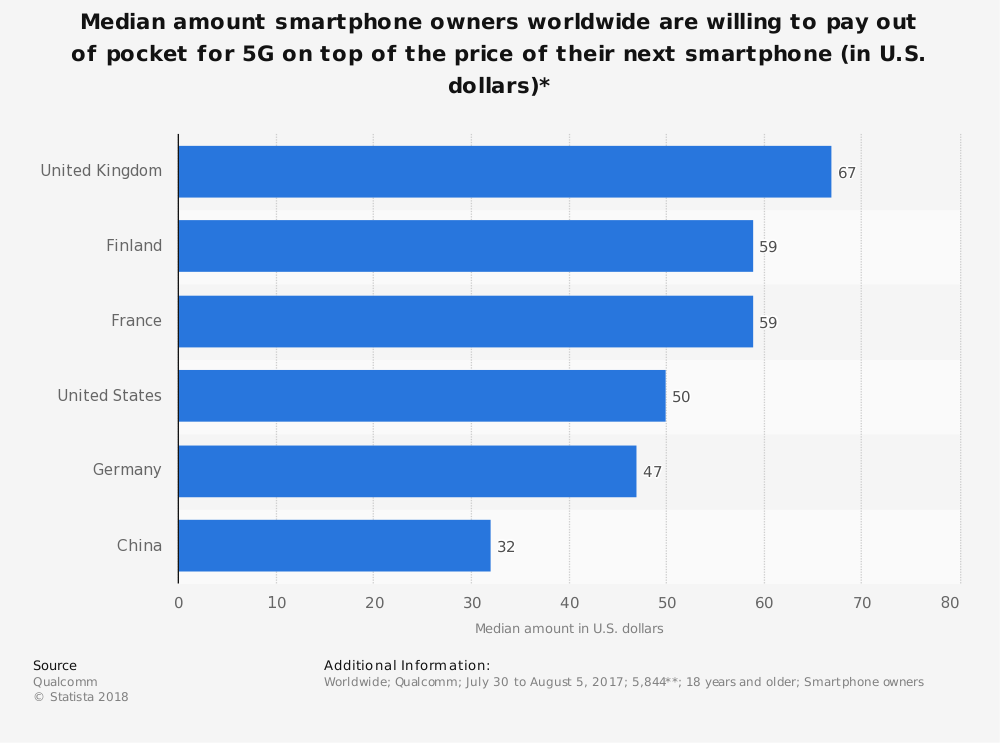 Median amount smartphone owners worldwide are willing to pay out
of pocket for 5G on top of the price of their next smartphone (in U.S.
dollars)*
United Kingdom 67
Finland 59
France 59
United States 50
Germany 47
China 32
0 10 20 30 40 50 60 70 80
Median amount in U.S. dollars
Source
Qualcomm
© Statista 2018
Additional Information:
Worldwide; Qualcomm; July 30 to August 5, 2017; 5,844**; 18 years and older; Smartphone owners